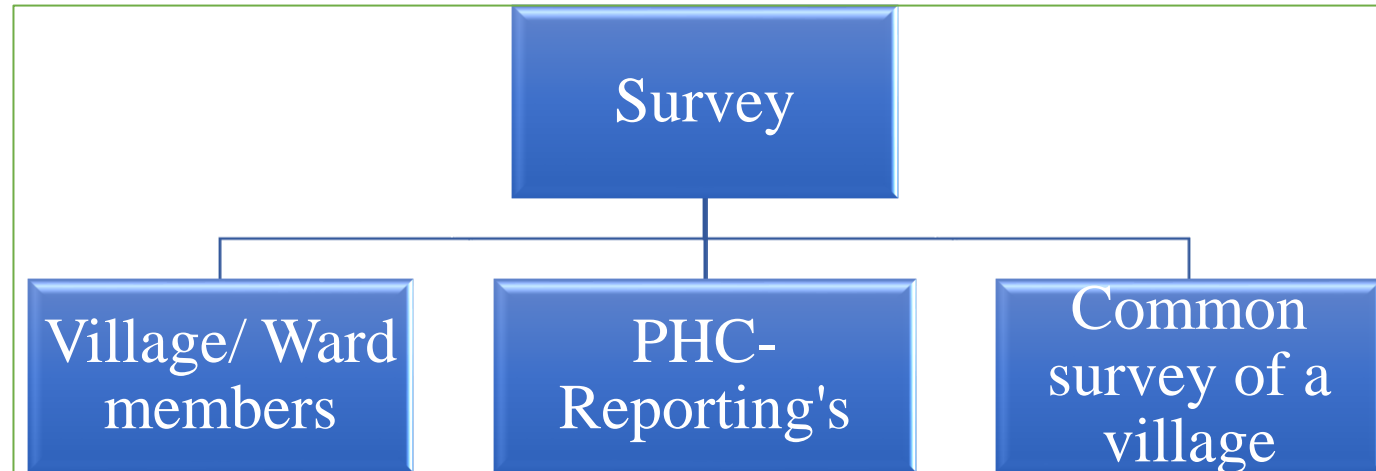 Survey
Village/ Ward
members
PHC-
Reporting's
Common
survey of a
village